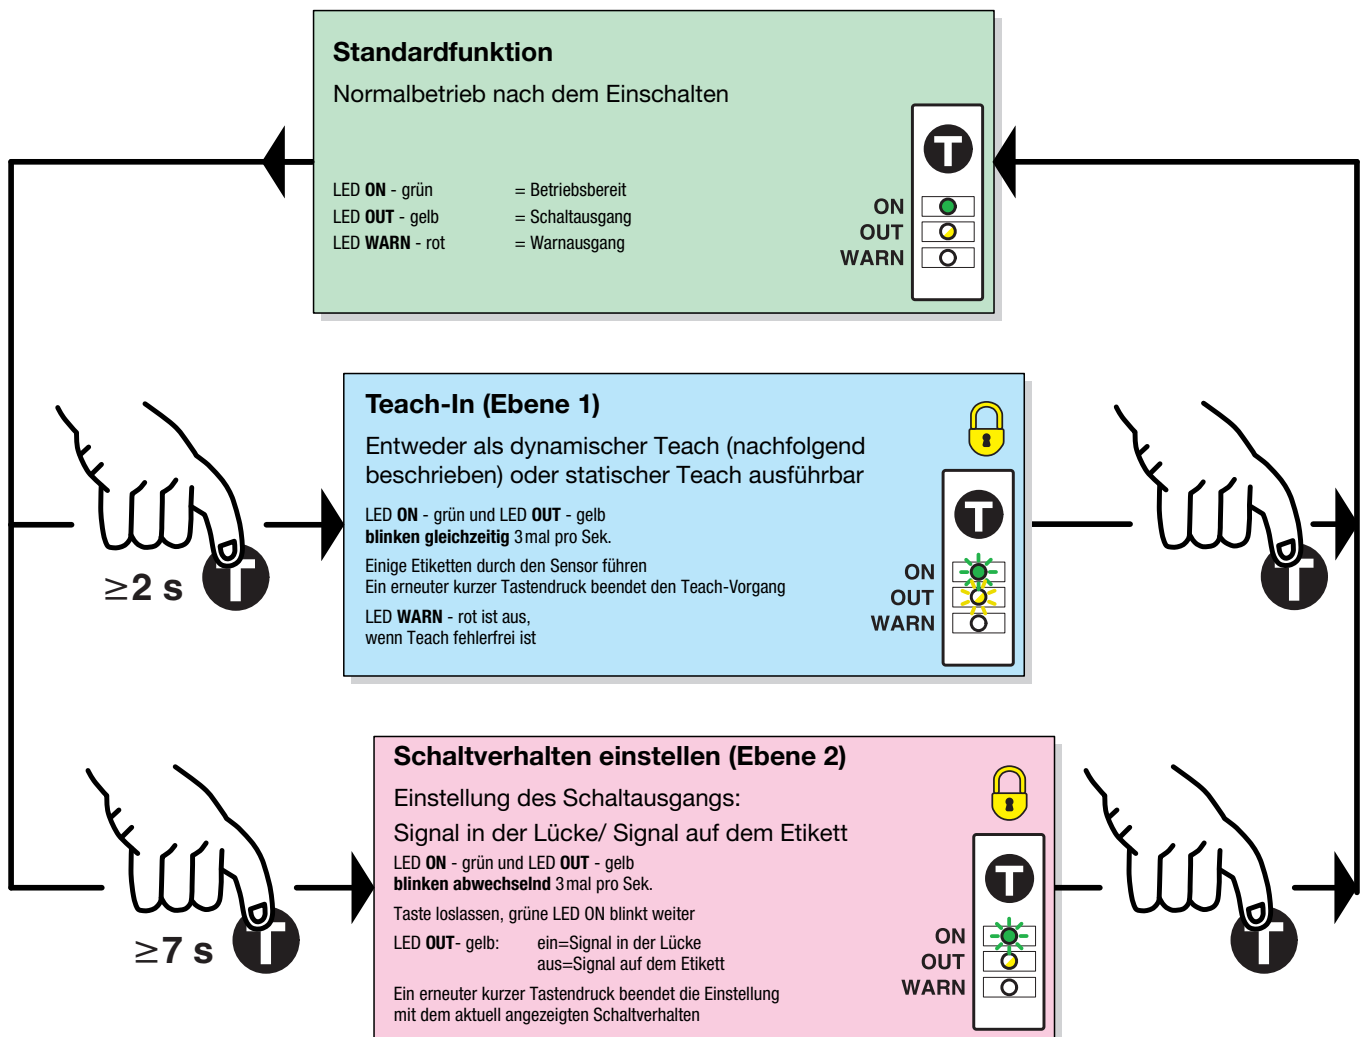 Standardfunktion
Normalbetrieb nach dem Einschalten
LED ON - grün = Betriebsbereit
LED OUT - gelb = Schaltausgang
LED WARN - rot = Warnausgang
T
ON
OUT
WARN
Teach-In (Ebene 1)
Entweder als dynamischer Teach (nachfolgend
beschrieben) oder statischer Teach ausführbar
LED ON - grün und LED OUT - gelb
blinken gleichzeitig 3mal pro Sek.
Einige Etiketten durch den Sensor führen
Ein erneuter kurzer Tastendruck beendet den Teach-Vorgang
LED WARN - rot ist aus,
wenn Teach fehlerfrei ist
T
ON
OUT
WARN
≥2 s T
T
Schaltverhalten einstellen (Ebene 2)
Einstellung des Schaltausgangs:
Signal in der Lücke/ Signal auf dem Etikett
LED ON - grün und LED OUT - gelb
blinken abwechselnd 3mal pro Sek.
Taste loslassen, grüne LED ON blinkt weiter
LED OUT- gelb: ein=Signal in der Lücke
aus=Signal auf dem Etikett
Ein erneuter kurzer Tastendruck beendet die Einstellung
mit dem aktuell angezeigten Schaltverhalten
T
ON
OUT
WARN
≥7 s T
T